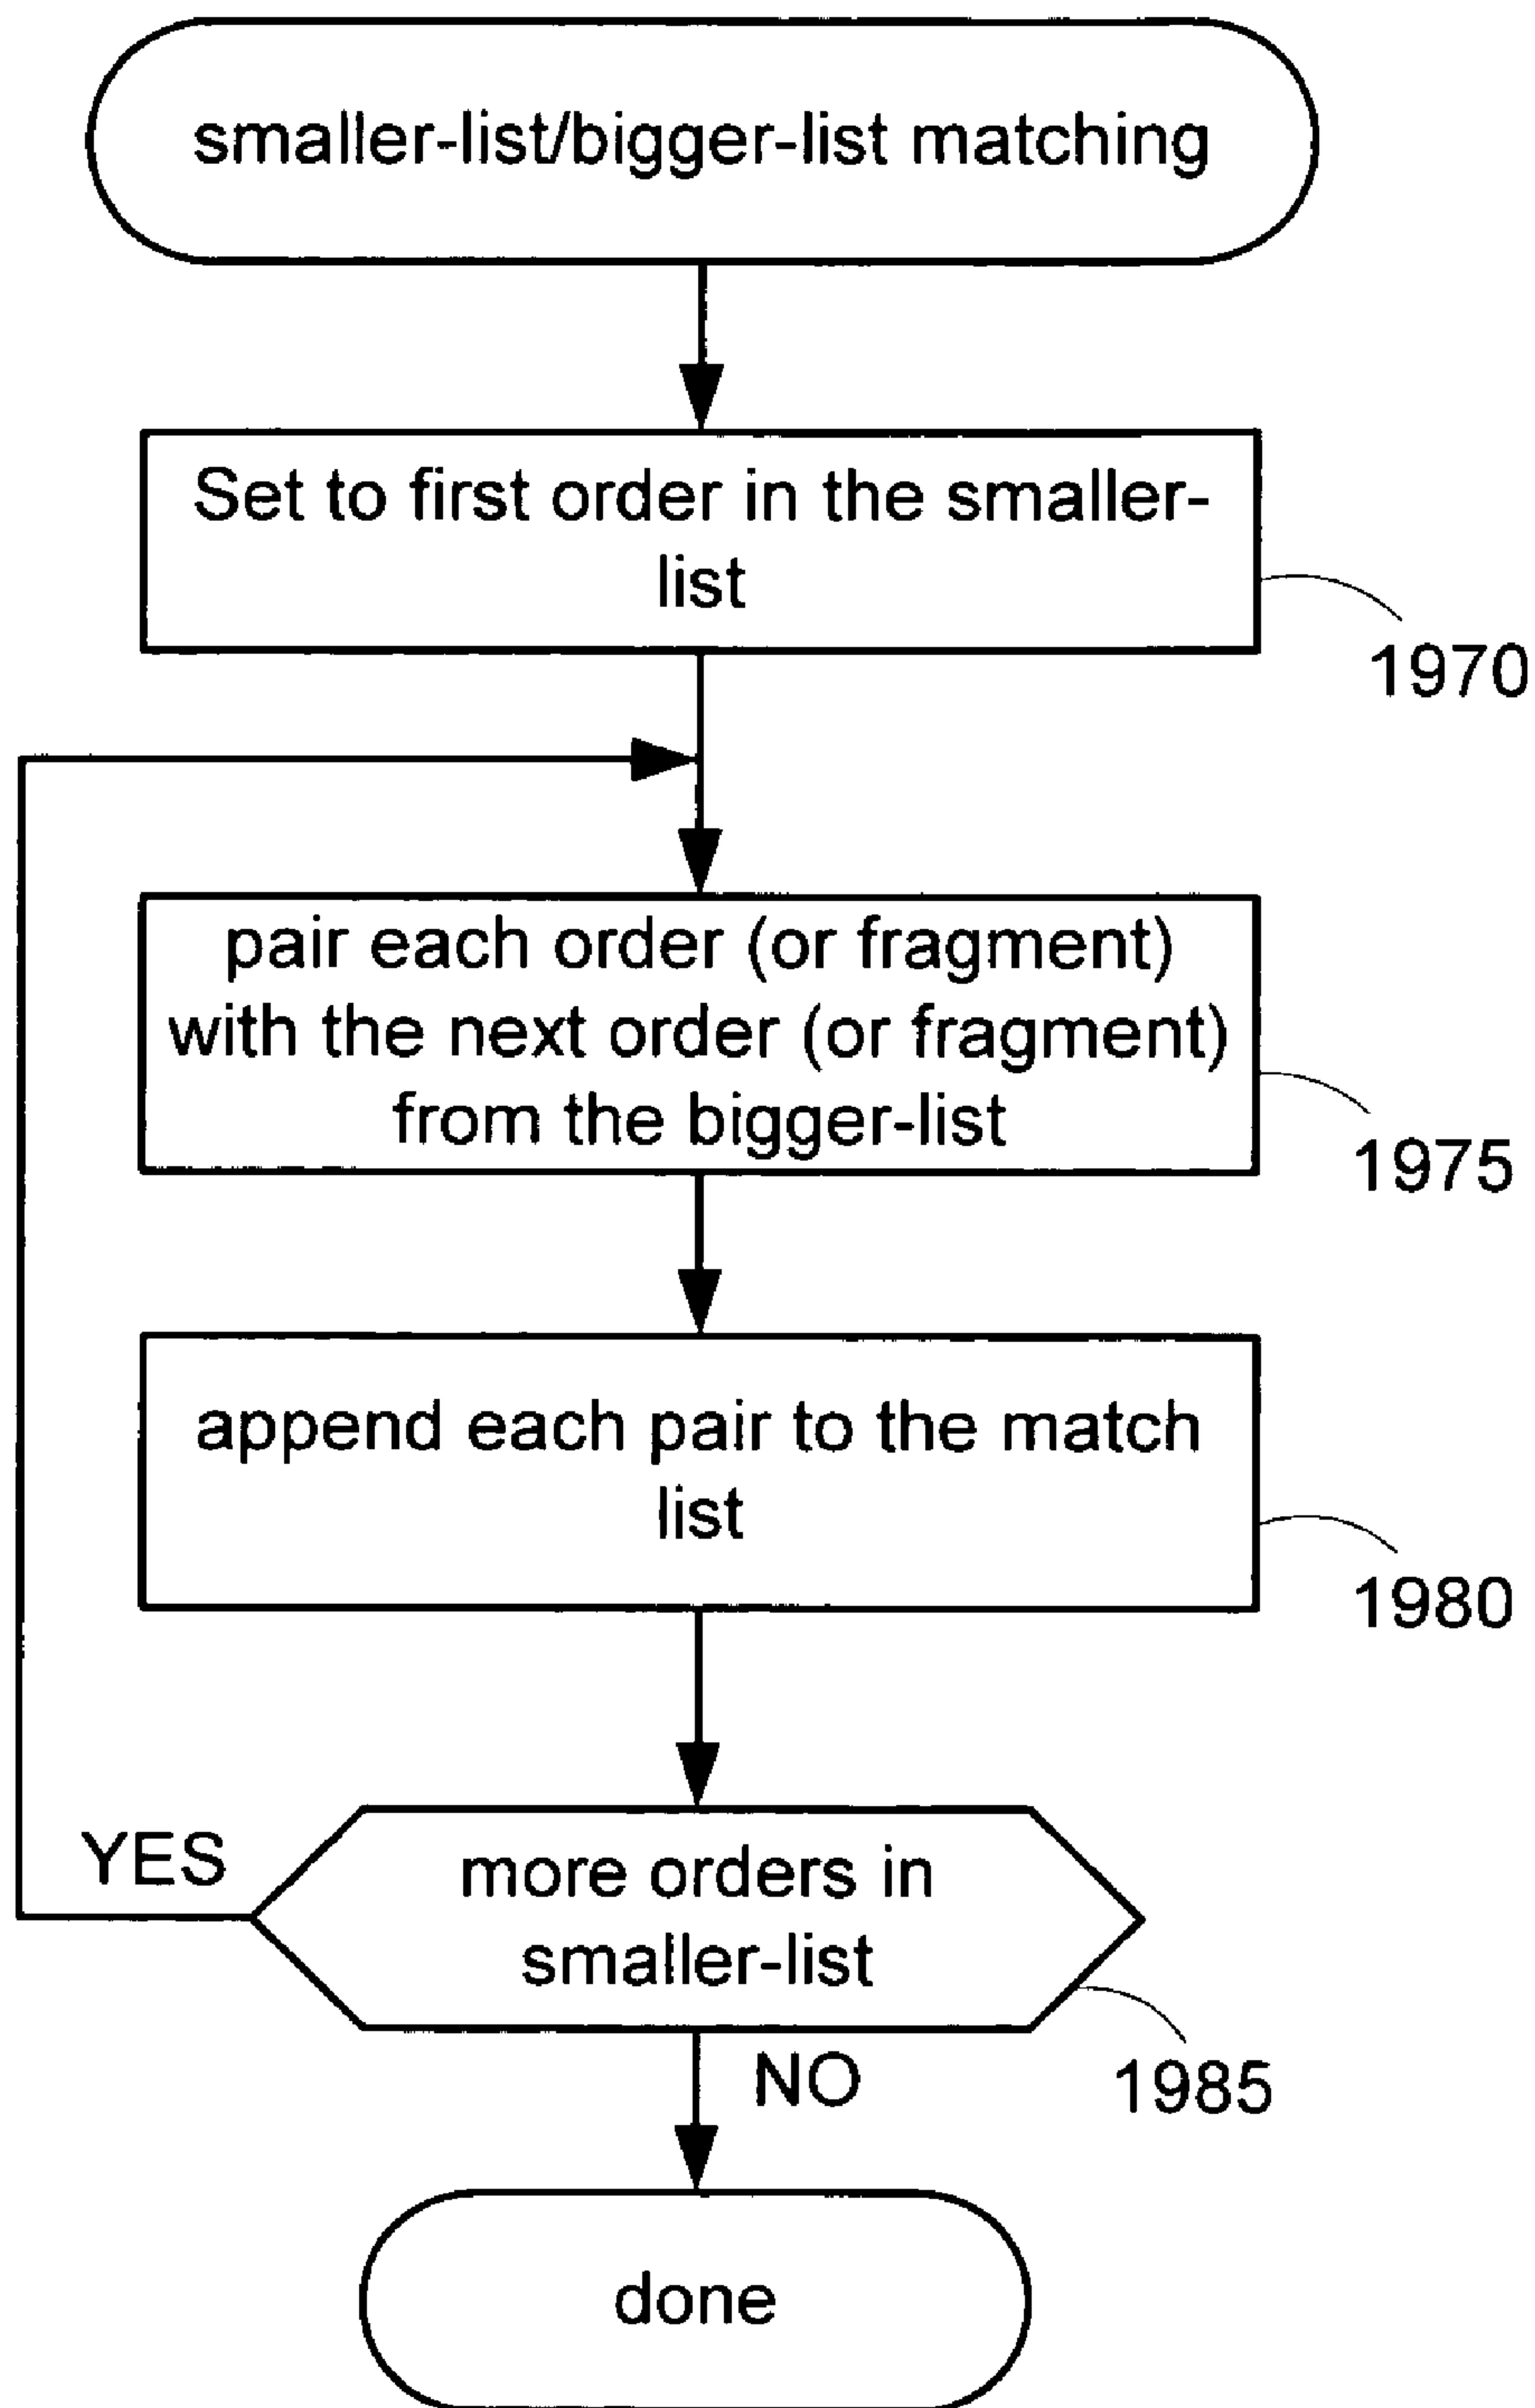 smaller-list/bigger-list matching
Set to first order in the smaller-
list
1970
pair each order (or fragment)
with the next order (or fragment)
from the bigger-list
1975
append each pair to the match
list
1980
YES
more orders in
smaller-list
1985
NO
done